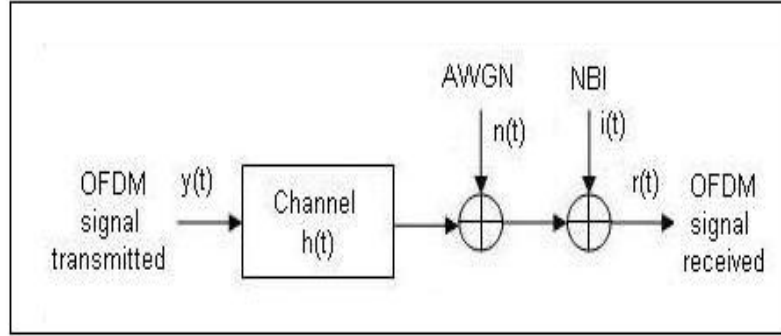 AWGN
NBI
n(t)
i(t)
OFDM
signal
transmitted
y(t)
Channel
h(t)
r(t)
OFDM
signal
received